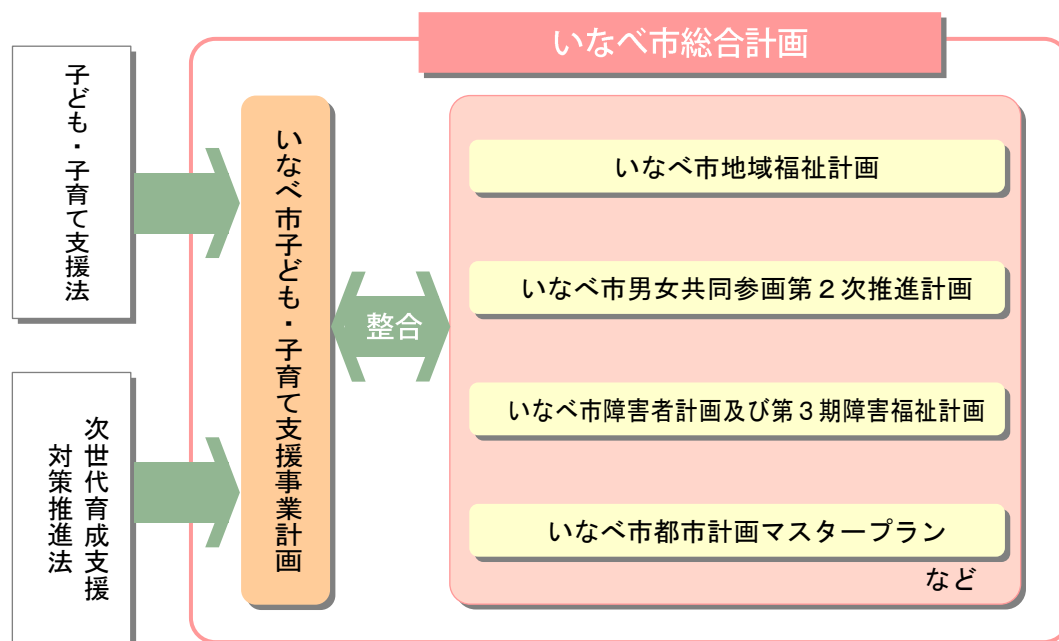 いなべ市総合計画
子ども・子育て支援法
次世代育成支援
対策推進法
いなべ市子ども・子育て支援事業計画
整合
いなべ市地域福祉計画
いなべ市男女共同参画第２次推進計画
いなべ市障害者計画及び第３期障害福祉計画
いなべ市都市計画マスタープラン
など